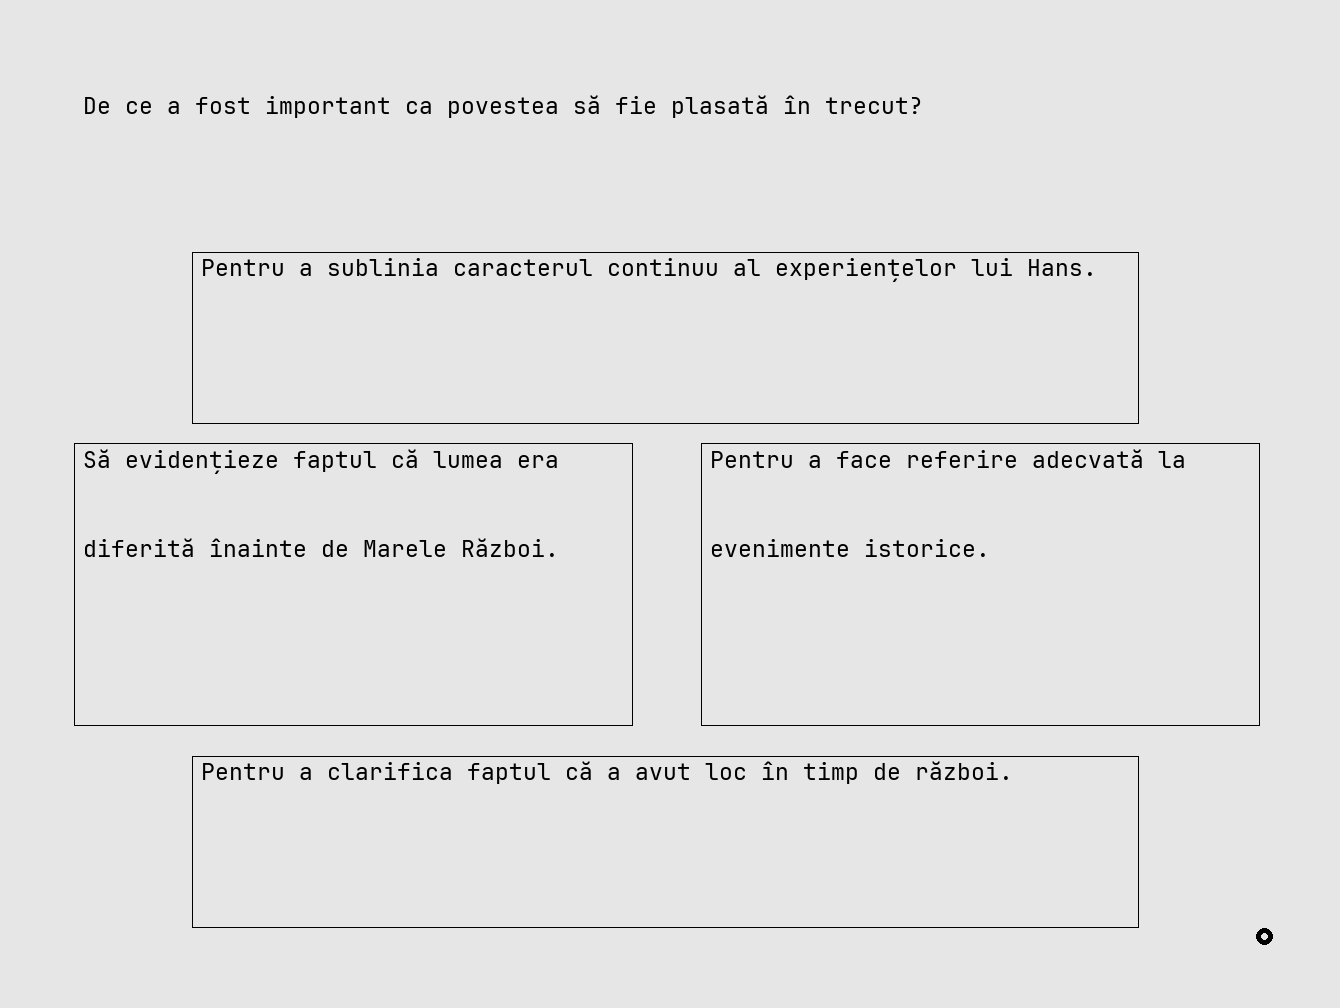 De ce a fost important ca povestea să fie plasată în trecut?
Pentru a sublinia caracterul continuu al experiențelor lui Hans.
Să evidențieze faptul că lumea era
diferită înainte de Marele Război.
Pentru a face referire adecvată la
evenimente istorice.
Pentru a clarifica faptul că a avut loc în timp de război.